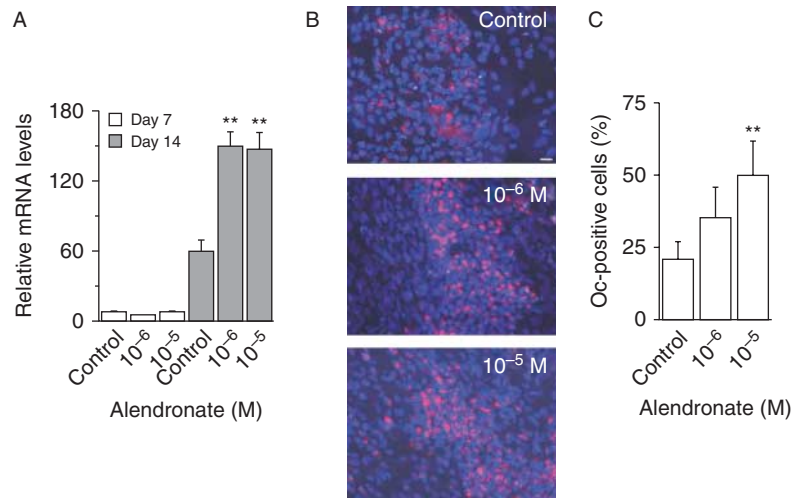 A
Relative mRNA levels
180
120
60
0
Day 7
Day 14
**
**
Control
10⁻⁶
10⁻⁵
Control
10⁻⁶
10⁻⁵
Alendronate (M)
B
Control
10⁻⁶ M
10⁻⁵ M
C
Oc-positive cells (%)
75
50
25
0
**
Control
10⁻⁶
10⁻⁵
Alendronate (M)